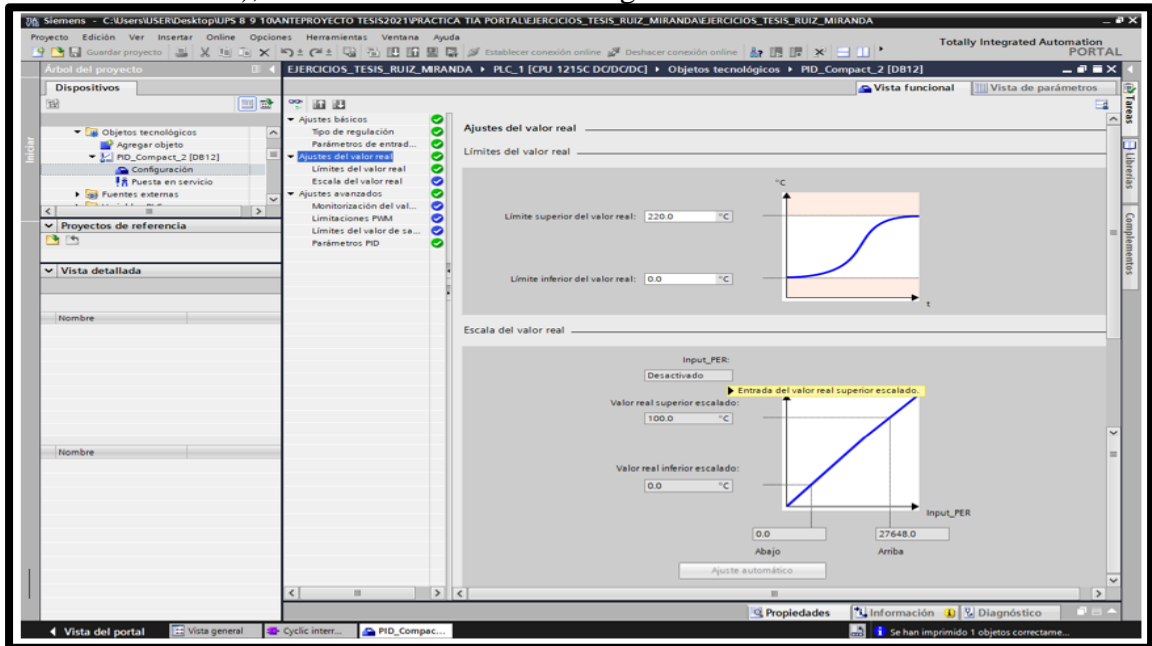 Siemens - C:\Users\USER\Desktop\UPS 8 9 10\ANTEPROYECTO TESIS2021\PRACTICA TIA PORTAL\EJERCICIOS_TESIS_RUIZ_MIRANDA\EJERCICIOS_TESIS_RUIZ_MIRANDA
Proyecto Edición Ver Insertar Online Opciones Herramientas Ventana Ayuda
Totally Integrated Automation
PORTAL
Guardar proyecto
Establecer conexión online
Deshacer conexión online
Árbol del proyecto
EJERCICIOS_TESIS_RUIZ_MIRANDA PLC_1 [CPU 1215C DC/DC/DC] Objetos tecnológicos PID_Compact_2 [DB12]
Dispositivos
Vista funcional
Vista de parámetros
Iniciar
Objetos tecnológicos
Agregar objeto
PID_Compact_2 [DB12]
Configuración
Puesta en servicio
Fuentes externas
Proyectos de referencia
Vista detallada
Nombre
Nombre
Ajustes básicos
Tipo de regulación
Parámetros de entrad...
Ajustes del valor real
Límites del valor real
Escala del valor real
Ajustes avanzados
Monitorización del val...
Limitaciones PWM
Límites del valor de sa...
Parámetros PID
Ajustes del valor real
Límites del valor real
°C
Límite superior del valor real: 220.0 °C
Límite inferior del valor real: 0.0 °C
t
Escala del valor real
Input_PER:
Desactivado
Entrada del valor real superior escalado.
Valor real superior escalado:
100.0 °C
Valor real inferior escalado:
0.0 °C
Input_PER
0.0 27648.0
Abajo Arriba
Ajuste automático
Tareas
Librerías
Complementos
Propiedades Información Diagnóstico
Vista del portal Vista general Cyclic interr... PID_Compac...
Se han imprimido 1 objetos correctame...